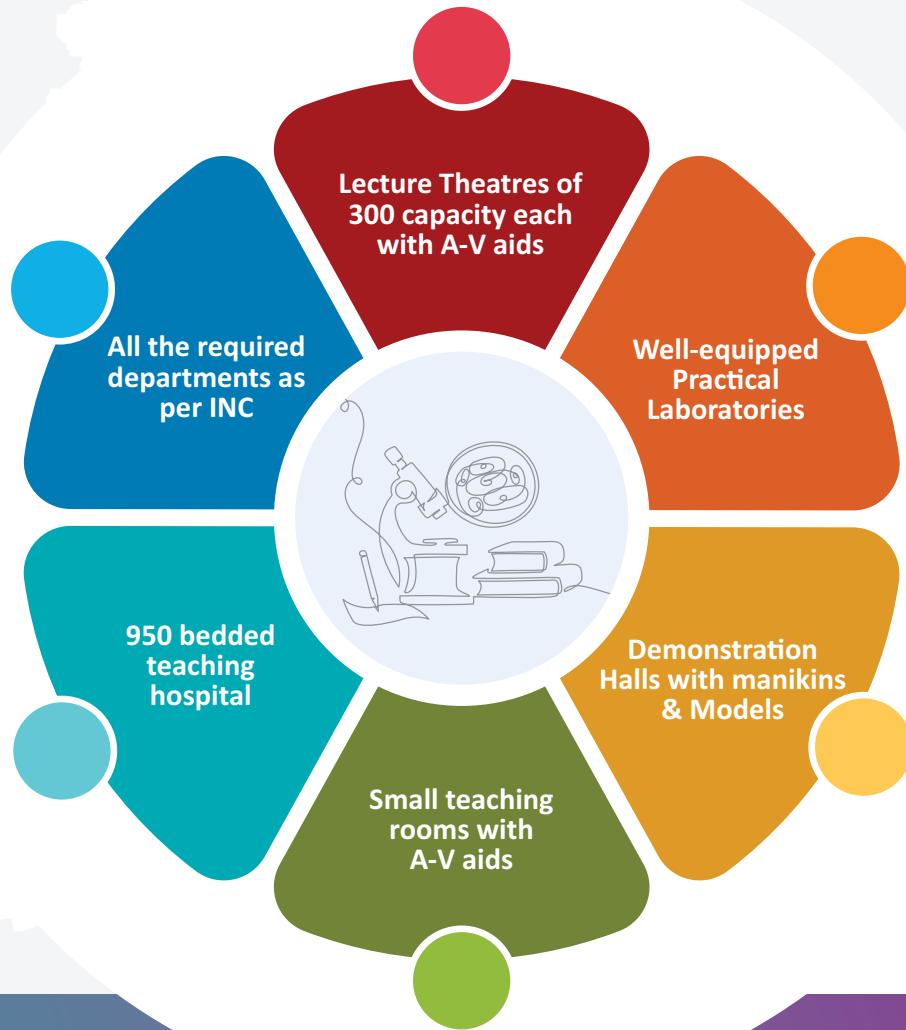 Lecture Theatres of
300 capacity each
with A-V aids
Well-equipped
Practical
Laboratories
Demonstration
Halls with manikins
& Models
Small teaching
rooms with
A-V aids
950 bedded
teaching
hospital
All the required
departments as
per INC